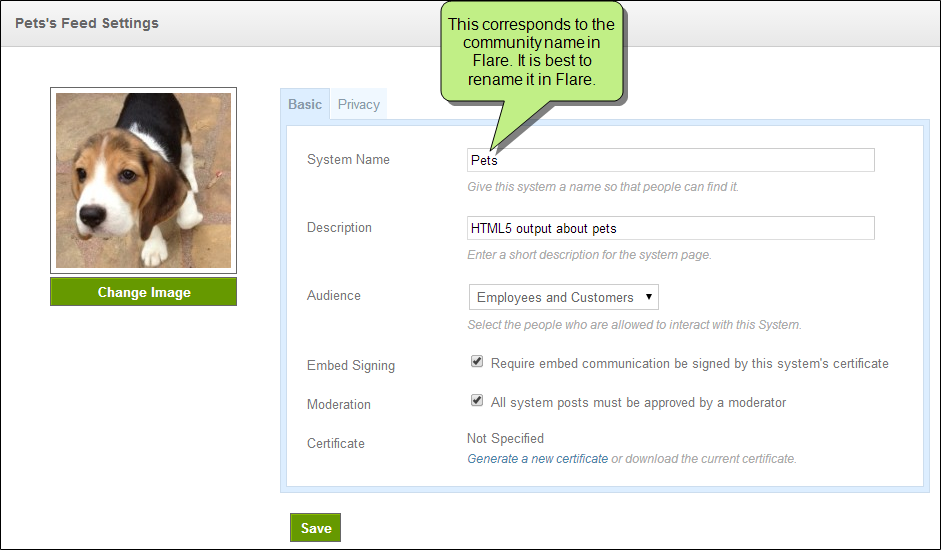 Pets's Feed Settings
This corresponds to the
community name in
Flare. It is best to
rename it in Flare.
Change Image
Basic
Privacy
System Name
Pets
Give this system a name so that people can find it.
Description
HTML5 output about pets
Enter a short description for the system page.
Audience
Employees and Customers
Select the people who are allowed to interact with this System.
Embed Signing
Require embed communication be signed by this system's certificate
Moderation
All system posts must be approved by a moderator
Certificate
Not Specified
Generate a new certificate or download the current certificate.
Save